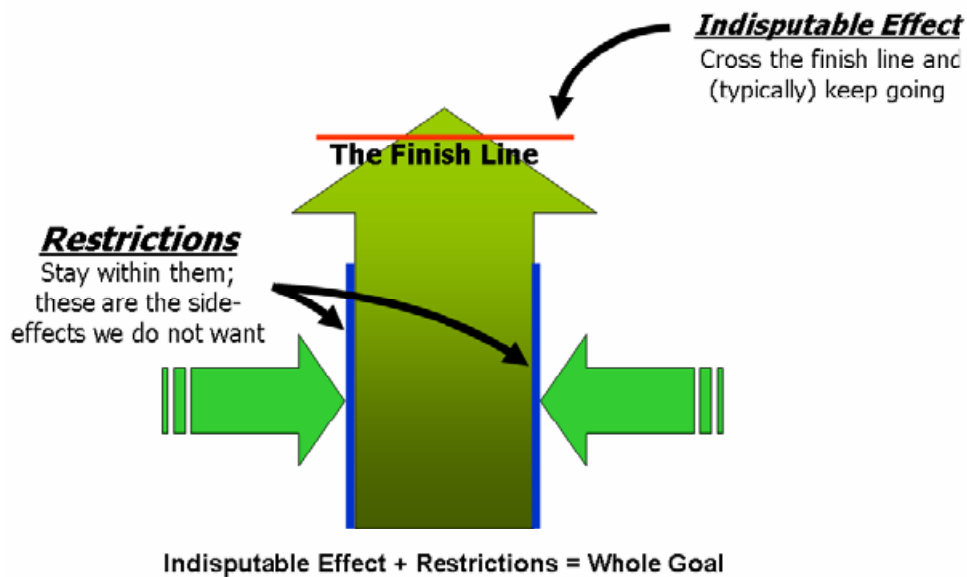 Indisputable Effect
Cross the finish line and
(typically) keep going
The Finish Line
Restrictions
Stay within them;
these are the side-
effects we do not want
Indisputable Effect + Restrictions = Whole Goal